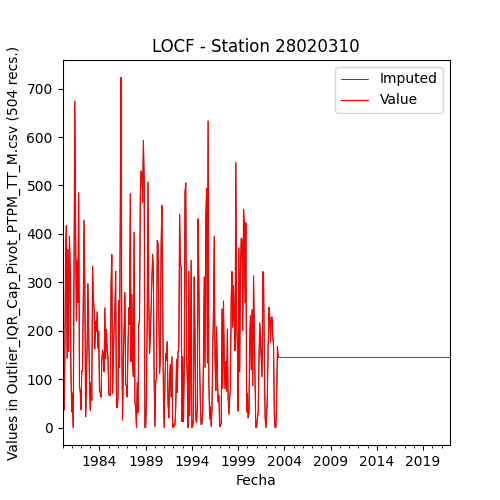 LOCF - Station 28020310
Imputed
Value
700
600
500
400
300
200
100
0
Values in Outlier_IQR_Cap_Pivot_PTPM_TT_M.csv (504 recs.)
1984 1989 1994 1999 2004 2009 2014 2019
Fecha